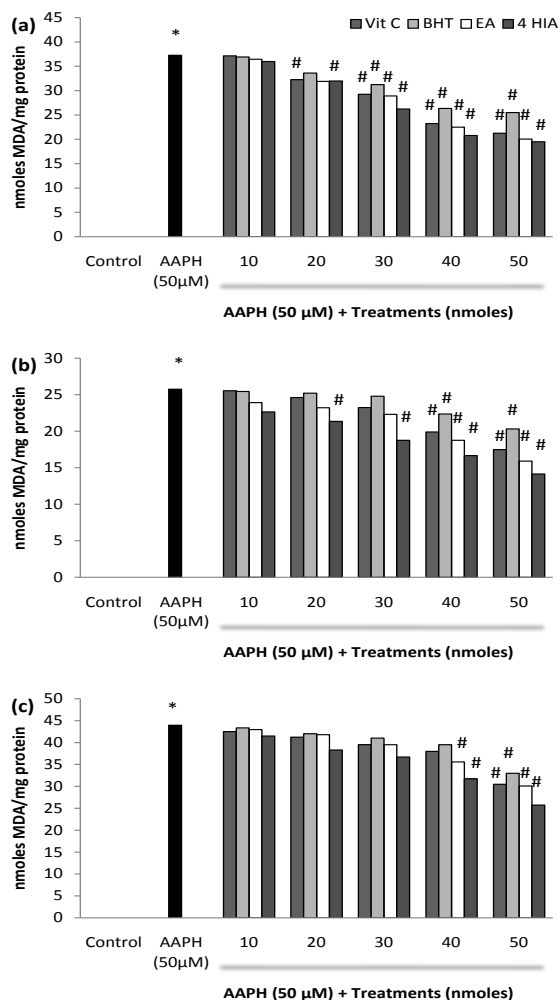 (a)
Vit C BHT EA 4 HIA
nmoles MDA/mg protein
45
40
35
30
25
20
15
10
5
0
*
# #
# # # #
# # # #
# # # #
Control AAPH (50µM) 10 20 30 40 50
AAPH (50 µM) + Treatments (nmoles)
(b)
nmoles MDA/mg protein
30
25
20
15
10
5
0
*
#
#
# # # #
# # # #
Control AAPH (50µM) 10 20 30 40 50
AAPH (50 µM) + Treatments (nmoles)
(c)
nmoles MDA/mg protein
50
45
40
35
30
25
20
15
10
5
0
*
# #
# # # #
Control AAPH (50µM) 10 20 30 40 50
AAPH (50 µM) + Treatments (nmoles)